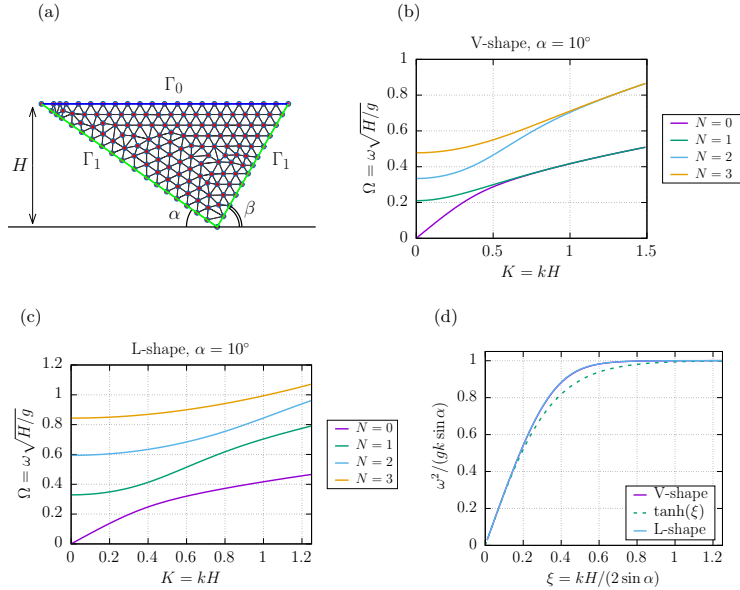 (a)
Γ₀
H
Γ₁
Γ₁
α
β
(b)
V-shape, α = 10°
Ω = ω√H/g
1
0.8
0.6
0.4
0.2
0
0
0.5
1
1.5
K = kH
N = 0
N = 1
N = 2
N = 3
(c)
L-shape, α = 10°
Ω = ω√H/g
1.2
1
0.8
0.6
0.4
0.2
0
0
0.2
0.4
0.6
0.8
1
1.2
K = kH
N = 0
N = 1
N = 2
N = 3
(d)
ω²/(gk sin α)
1
0.8
0.6
0.4
0.2
0
0
0.2
0.4
0.6
0.8
1
1.2
ξ = kH/(2 sin α)
V-shape
tanh(ξ)
L-shape